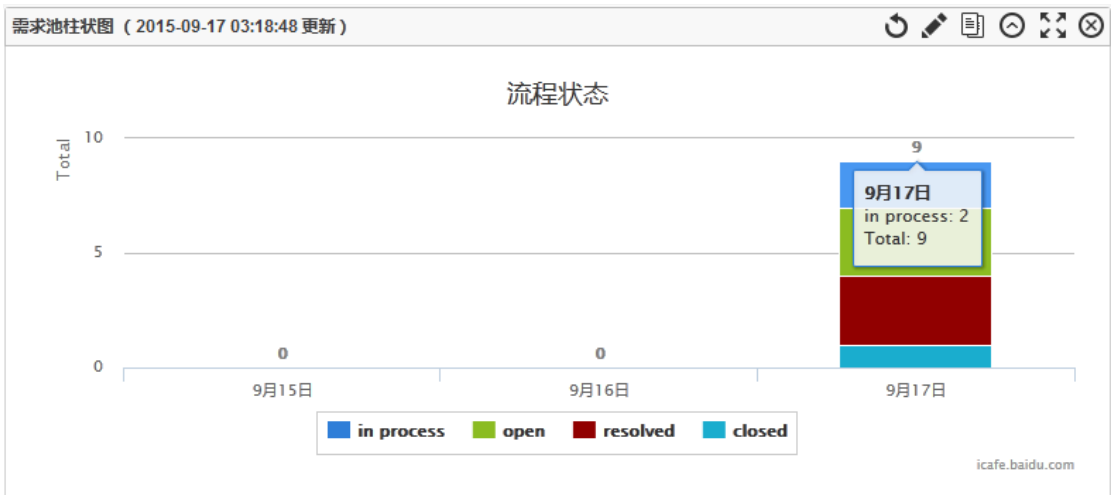 需求池柱状图 ( 2015-09-17 03:18:48 更新 )
流程状态
Total
10
5
0
0
0
9
9月17日
in process: 2
Total: 9
9月15日
9月16日
9月17日
in process
open
resolved
closed
icafe.baidu.com